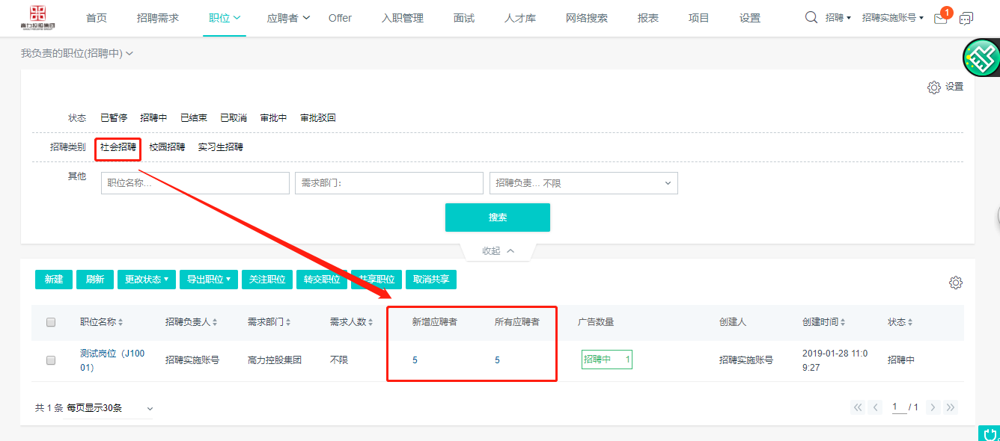 高力控股集团 首页 招聘需求 职位 应聘者 Offer 入职管理 面试 人才库 网络搜索 报表 项目 设置 招聘 招聘实施账号 1
我负责的职位(招聘中)
设置
状态 已暂停 招聘中 已结束 已取消 审批中 审批驳回
招聘类别 社会招聘 校园招聘 实习生招聘
其他 职位名称... 需求部门: 招聘负责... 不限
搜索
收起
新建 刷新 更改状态 导出职位 关注职位 转交职位 共享职位 取消共享
职位名称 招聘负责人 需求部门 需求人数 新增应聘者 所有应聘者 广告数量 创建人 创建时间 状态
测试岗位（J100
01） 招聘实施账号 高力控股集团 不限 5 5 招聘中 1 招聘实施账号 2019-01-28 11:0
9:27 招聘中
共 1 条 每页显示30条 1 / 1